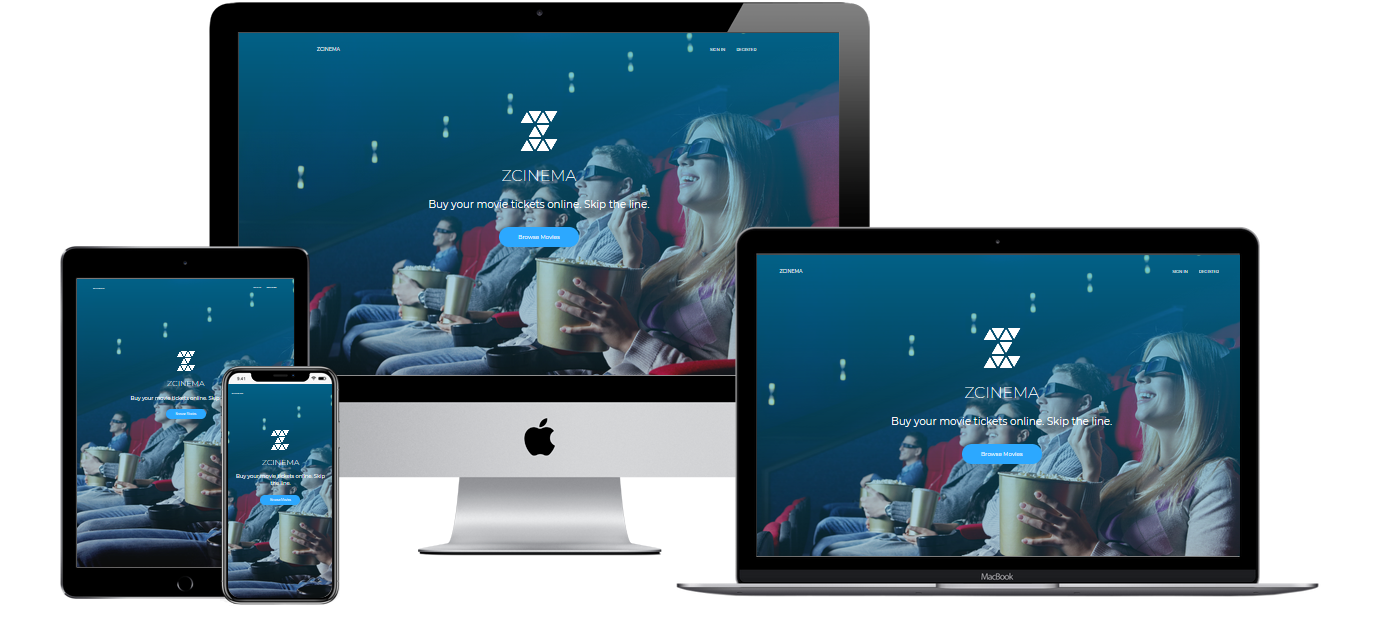 ZCINEMA
SIGN IN
REGISTER
ZCINEMA
Buy your movie tickets online. Skip the line.
Browse Movies
ZCINEMA
Buy your movie tickets online. Skip
Browse Movies
9:41
ZCINEMA
Buy your movie tickets online. Skip
the line.
Browse Movies
ZCINEMA
SIGN IN
REGISTER
ZCINEMA
Buy your movie tickets online. Skip the line.
Browse Movies
MacBook